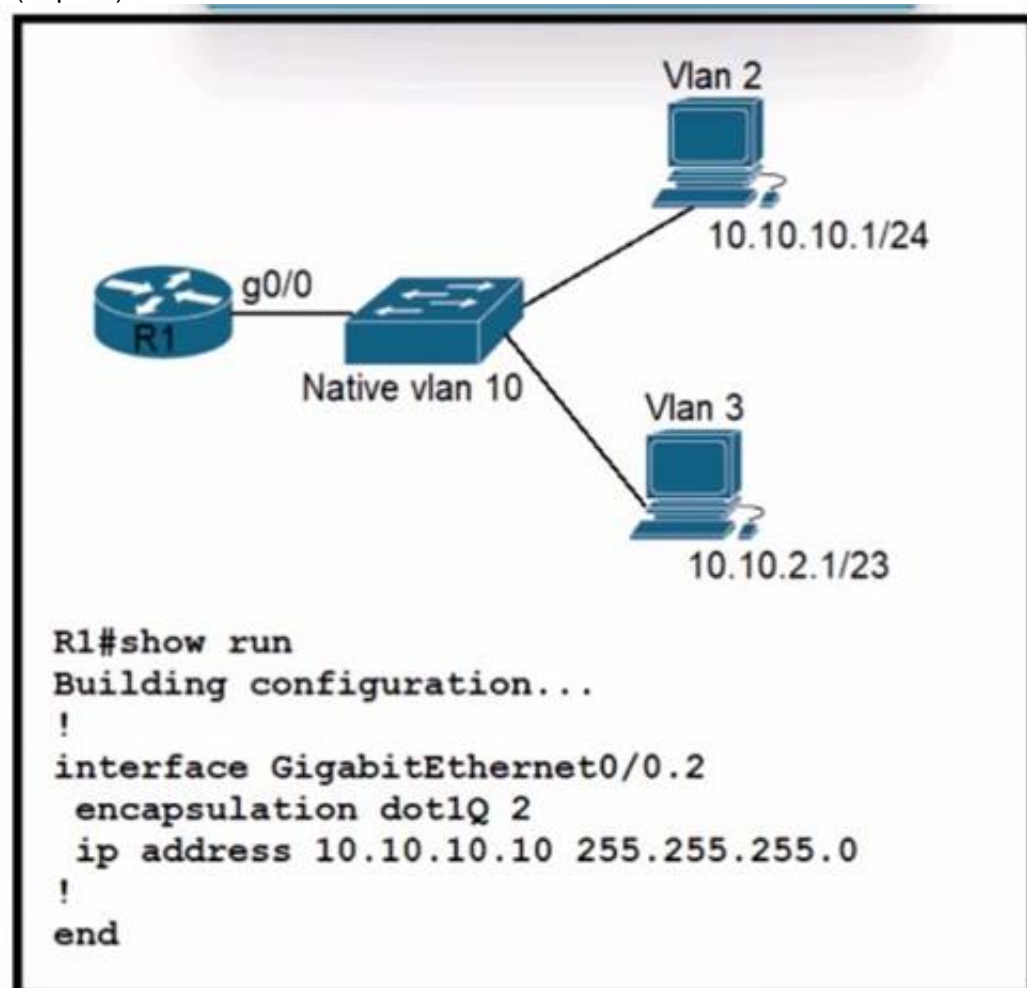 Vlan 2
10.10.10.1/24
g0/0
R1
Native vlan 10
Vlan 3
10.10.2.1/23
R1#show run
Building configuration...
!
interface GigabitEthernet0/0.2
encapsulation dot1Q 2
ip address 10.10.10.10 255.255.255.0
!
end